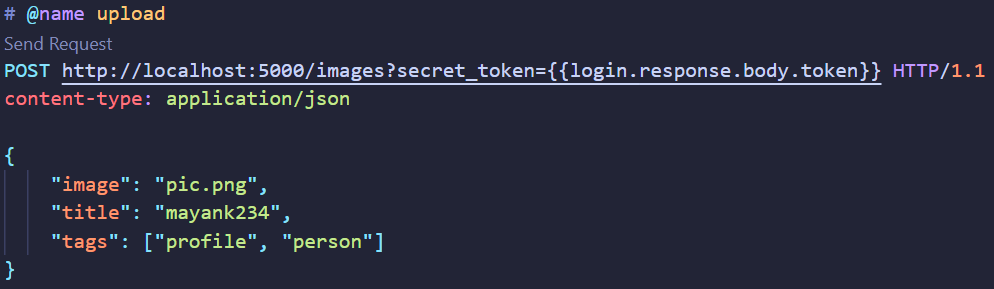 # @name upload
Send Request
POST http://localhost:5000/images?secret_token={{login.response.body.token}} HTTP/1.1
content-type: application/json
{
"image": "pic.png",
"title": "mayank234",
"tags": ["profile", "person"]
}